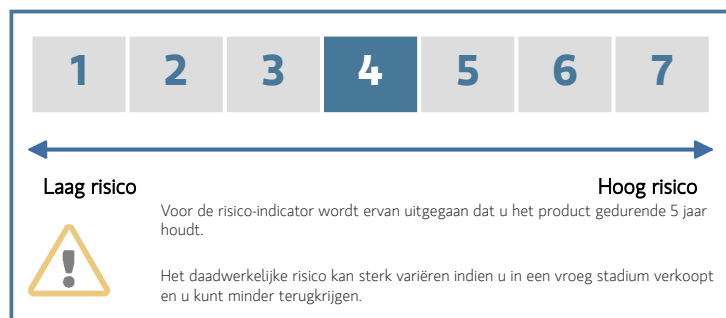 1 2 3 4 5 6 7
Laag risico Hoog risico
Voor de risico-indicator wordt ervan uitgegaan dat u het product gedurende 5 jaar
houdt.
Het daadwerkelijke risico kan sterk variëren indien u in een vroeg stadium verkoopt
en u kunt minder terugkrijgen.